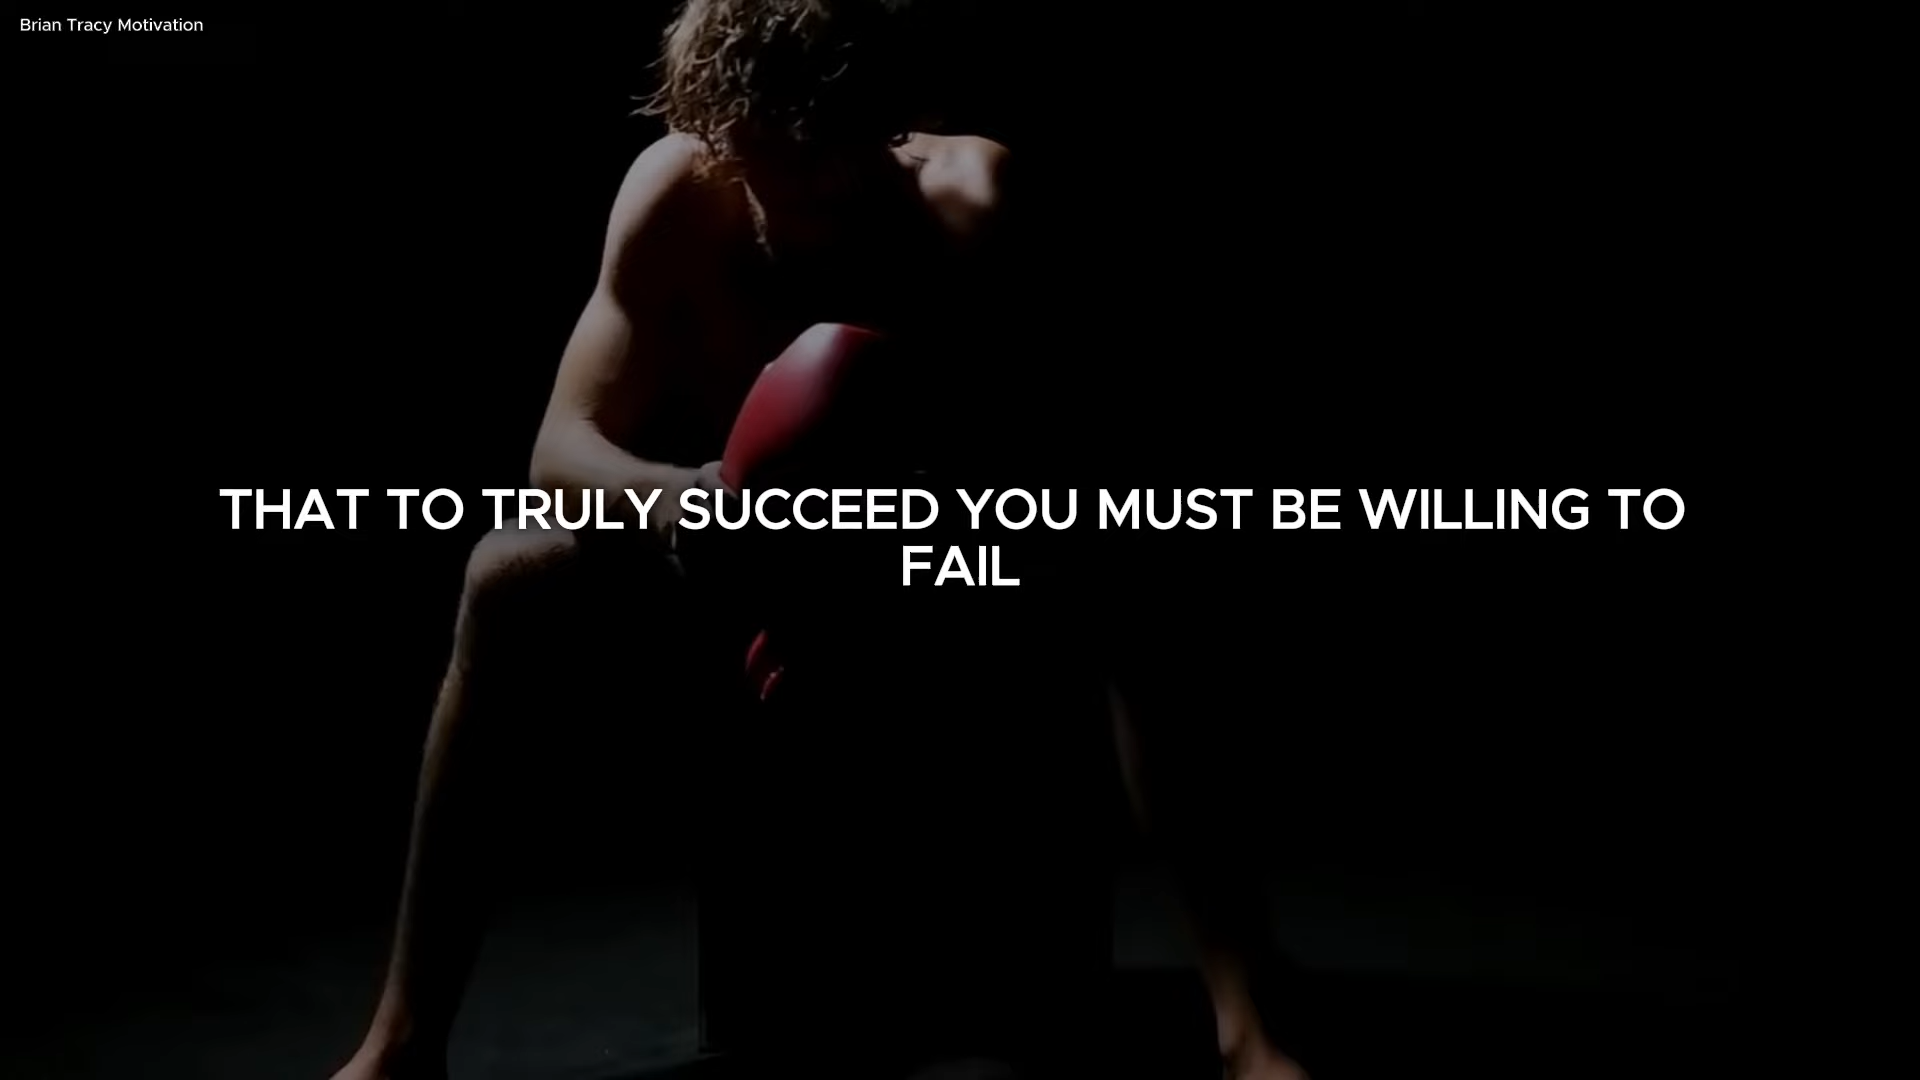 Brian Tracy Motivation
THAT TO TRULY SUCCEED YOU MUST BE WILLING TO
FAIL